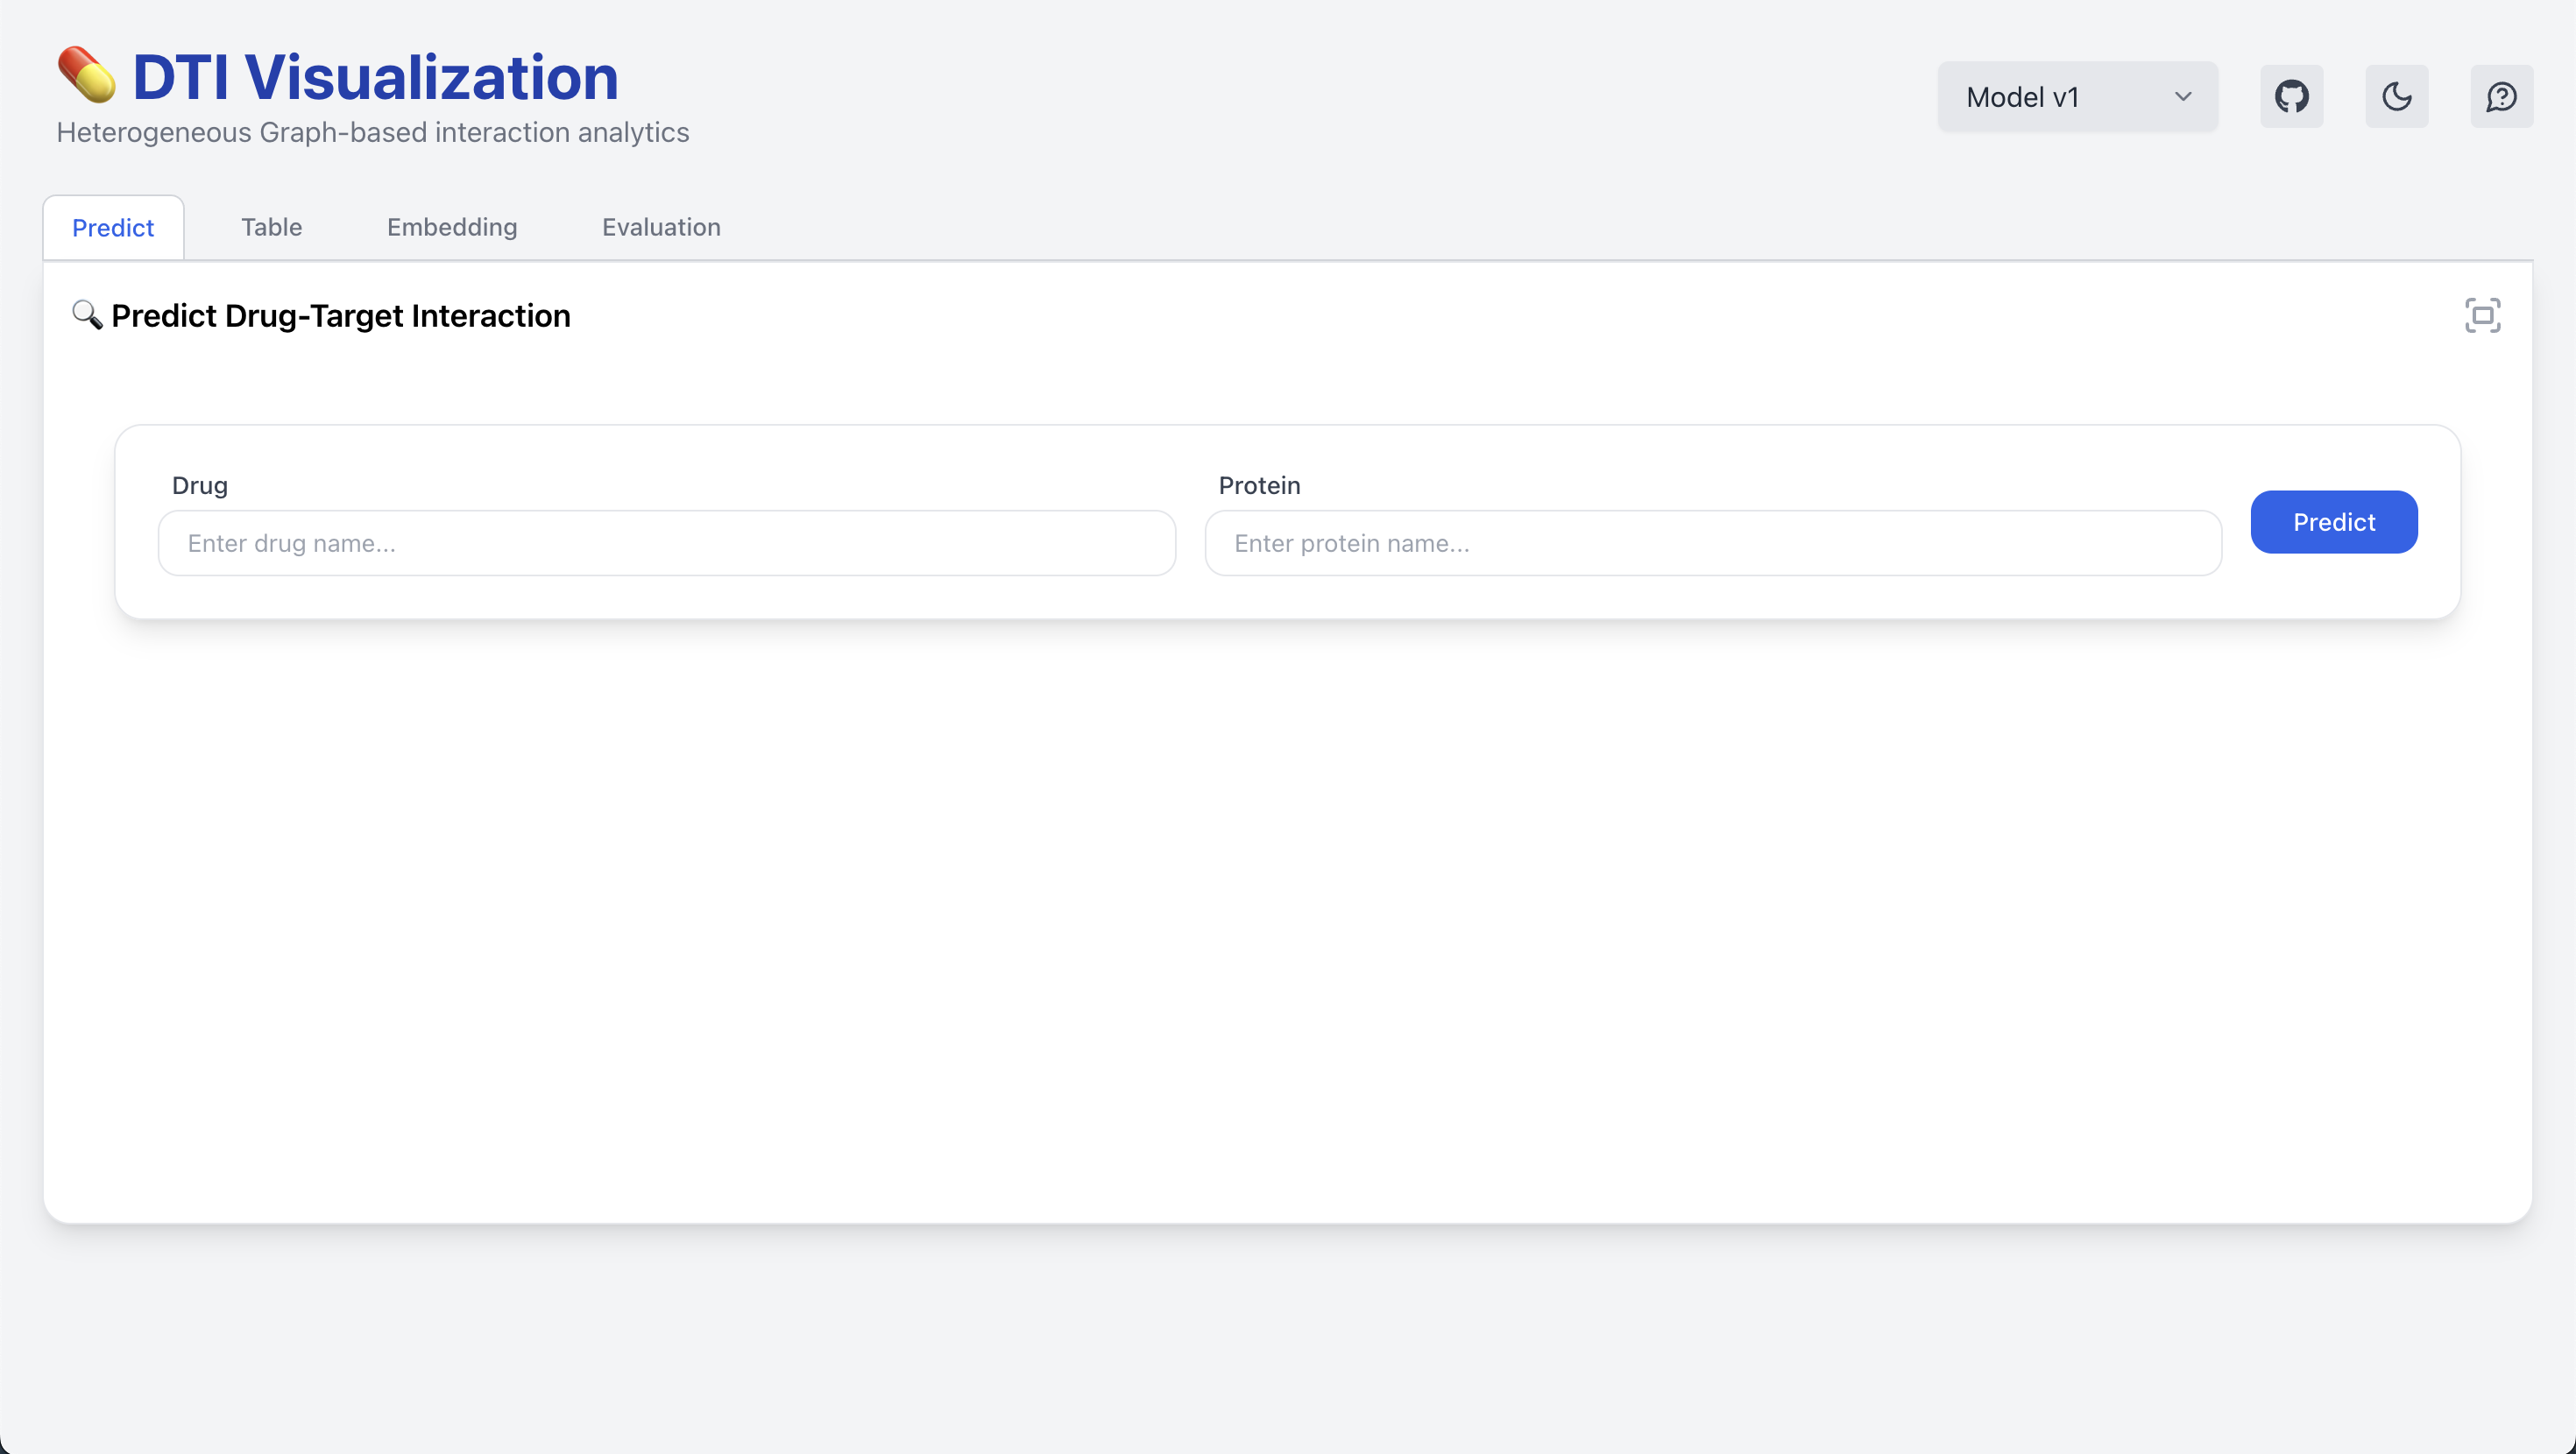 DTI Visualization
Heterogeneous Graph-based interaction analytics
Model v1
Predict Table Embedding Evaluation
Predict Drug-Target Interaction
Drug Protein
Enter drug name... Enter protein name... Predict